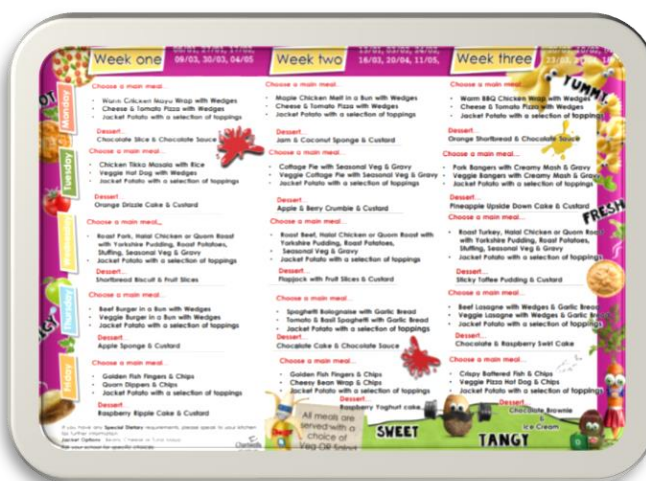 Week one
09/03, 30/03, 04/05
Monday
Choose a main meal...
Warm Chicken Mayo Wrap with Wedges
Cheese & Tomato Pizza with Wedges
Jacket Potato with a selection of toppings
Dessert...
Chocolate Slice & Chocolate Sauce
Tuesday
Choose a main meal...
Chicken Tikka Masala with Rice
Veggie Hot Dog with Wedges
Jacket Potato with a selection of toppings
Dessert...
Orange Drizzle Cake & Custard
Choose a main meal...
Roast Pork, Halal Chicken or Quorn Roast
with Yorkshire Pudding, Roast Potatoes,
Stuffing, Seasonal Veg & Gravy
Jacket Potato with a selection of toppings
Dessert...
Shortbread Biscuit & Fruit Slices
Thursday
Choose a main meal...
Beef Burger in a Bun with Wedges
Veggie Burger in a Bun with Wedges
Jacket Potato with a selection of toppings
Dessert...
Apple Sponge & Custard
Friday
Choose a main meal...
Golden Fish Fingers & Chips
Quorn Dippers & Chips
Jacket Potato with a selection of toppings
Dessert...
Raspberry Ripple Cake & Custard
If you have any Special Dietary requirements please speak to your kitchen
for further information
Week two
16/03, 20/04, 11/05,
Choose a main meal...
Maple Chicken Melt in a Bun with Wedges
Cheese & Tomato Pizza with Wedges
Jacket Potato with a selection of toppings
Dessert...
Jam & Coconut Sponge & Custard
Choose a main meal...
Cottage Pie with Seasonal Veg & Gravy
Veggie Cottage Pie with Seasonal Veg & Gravy
Jacket Potato with a selection of toppings
Dessert...
Apple & Berry Crumble & Custard
Choose a main meal...
Roast Beef, Halal Chicken or Quorn Roast with
Yorkshire Pudding, Roast Potatoes,
Seasonal Veg & Gravy
Jacket Potato with a selection of toppings
Dessert...
Flapjack with Fruit Slices & Custard
Choose a main meal...
Spaghetti Bolognaise with Garlic Bread
Tomato & Basil Spaghetti with Garlic Bread
Jacket Potato with a selection of toppings
Dessert...
Chocolate Cake & Chocolate Sauce
Choose a main meal...
Golden Fish Fingers & Chips
Cheesy Bean Wrap & Chips
Jacket Potato with a selection of toppings
Dessert...
Raspberry Yoghurt cake
All meals are
served with a
choice of
Veg OR Salad
Week three
Choose a main meal...
Warm BBQ Chicken Wrap with Wedges
Cheese & Tomato Pizza with Wedges
Jacket Potato with a selection of toppings
Dessert...
Orange Shortbread & Chocolate Sauce
Choose a main meal...
Pork Bangers with Creamy Mash & Gravy
Veggie Bangers with Creamy Mash & Gravy
Jacket Potato with a selection of toppings
Dessert...
Pineapple Upside Down Cake & Custard
Choose a main meal...
Roast Turkey, Halal Chicken or Quorn Roast
with Yorkshire Pudding, Roast Potatoes,
Stuffing, Seasonal Veg & Gravy
Jacket Potato with a selection of toppings
Dessert...
Sticky Toffee Pudding & Custard
Choose a main meal...
Beef Lasagne with Wedges & Garlic Bread
Veggie Lasagne with Wedges & Garlic Bread
Jacket Potato with a selection of toppings
Dessert...
Chocolate & Raspberry Swirl Cake
Choose a main meal...
Crispy Battered Fish & Chips
Veggie Pizza Hot Dog & Chips
Jacket Potato with a selection of toppings
Dessert...
Chocolate Brownie
Ice Cream
YUMMY
FRESH
SWEET
TANGY